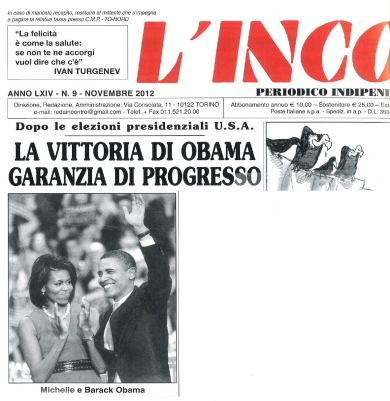 In caso di mancato recapito, restituire al mittente che si impegna
a pagare la relativa tassa presso C.M.P. - TO-NORD
"La felicità
è come la salute:
se non te ne accorgi
vuol dire che c'è"
IVAN TURGENEV
L'INCO
ANNO LXIV - N. 9 - NOVEMBRE 2012
PERIODICO INDIPENI
Direzione, Redazione, Amministrazione: Via Consolata, 11 - 10122 TORINO
e-mail: redaincontro@gmail.com - Telef. + Fax 011.521.20.00
Abbonamento annuo € 10,00 – Sostenitore € 25,00 – Est
Poste Italiane s.p.a. - Spediz. in a.p. - D.L. 353
Dopo le elezioni presidenziali U.S.A.
LA VITTORIA DI OBAMA
GARANZIA DI PROGRESSO
Michelle e Barack Obama